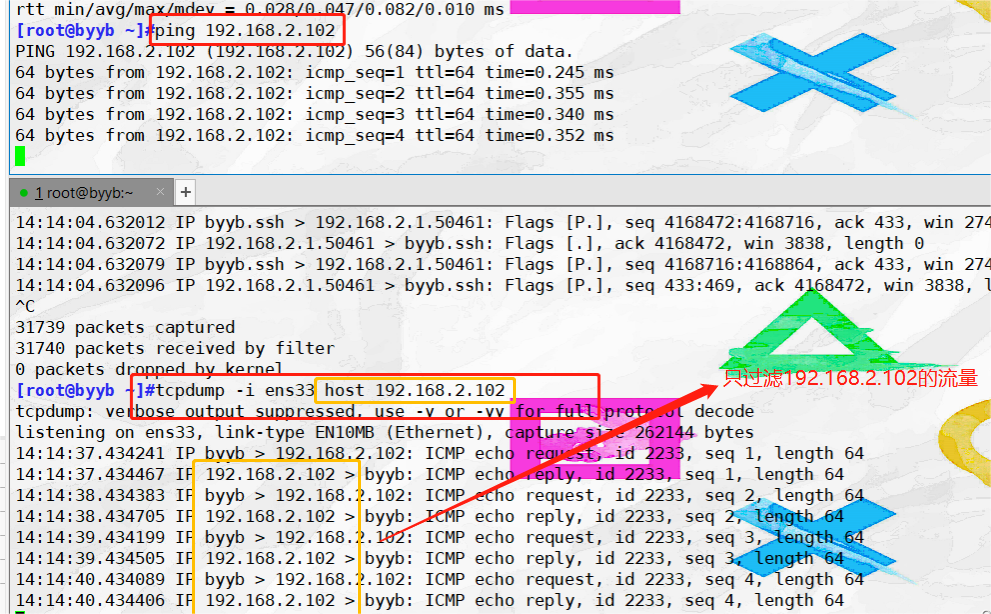 rtt min/avg/max/mdev = 0.028/0.047/0.082/0.010 ms
[root@byyb ~]#ping 192.168.2.102
PING 192.168.2.102 (192.168.2.102) 56(84) bytes of data.
64 bytes from 192.168.2.102: icmp_seq=1 ttl=64 time=0.245 ms
64 bytes from 192.168.2.102: icmp_seq=2 ttl=64 time=0.355 ms
64 bytes from 192.168.2.102: icmp_seq=3 ttl=64 time=0.340 ms
64 bytes from 192.168.2.102: icmp_seq=4 ttl=64 time=0.352 ms
1 root@byyb:~ × +
14:14:04.632012 IP byyb.ssh > 192.168.2.1.50461: Flags [P.], seq 4168472:4168716, ack 433, win 274
14:14:04.632072 IP 192.168.2.1.50461 > byyb.ssh: Flags [.], ack 4168472, win 3838, length 0
14:14:04.632079 IP byyb.ssh > 192.168.2.1.50461: Flags [P.], seq 4168716:4168864, ack 433, win 274
14:14:04.632096 IP 192.168.2.1.50461 > byyb.ssh: Flags [P.], seq 433:469, ack 4168472, win 3838, l
^C
31739 packets captured
31740 packets received by filter
0 packets dropped by kernel
[root@byyb ~]#tcpdump -i ens33 host 192.168.2.102
只过滤192.168.2.102的流量
tcpdump: verbose output suppressed, use -v or -vv for full protocol decode
listening on ens33, link-type EN10MB (Ethernet), capture size 262144 bytes
14:14:37.434241 IP byyb > 192.168.2.102: ICMP echo request, id 2233, seq 1, length 64
14:14:37.434467 IP 192.168.2.102 > byyb: ICMP echo reply, id 2233, seq 1, length 64
14:14:38.434383 IP byyb > 192.168.2.102: ICMP echo request, id 2233, seq 2, length 64
14:14:38.434705 IP 192.168.2.102 > byyb: ICMP echo reply, id 2233, seq 2, length 64
14:14:39.434199 IP byyb > 192.168.2.102: ICMP echo request, id 2233, seq 3, length 64
14:14:39.434505 IP 192.168.2.102 > byyb: ICMP echo reply, id 2233, seq 3, length 64
14:14:40.434089 IP byyb > 192.168.2.102: ICMP echo request, id 2233, seq 4, length 64
14:14:40.434406 IP 192.168.2.102 > byyb: ICMP echo reply, id 2233, seq 4, length 64